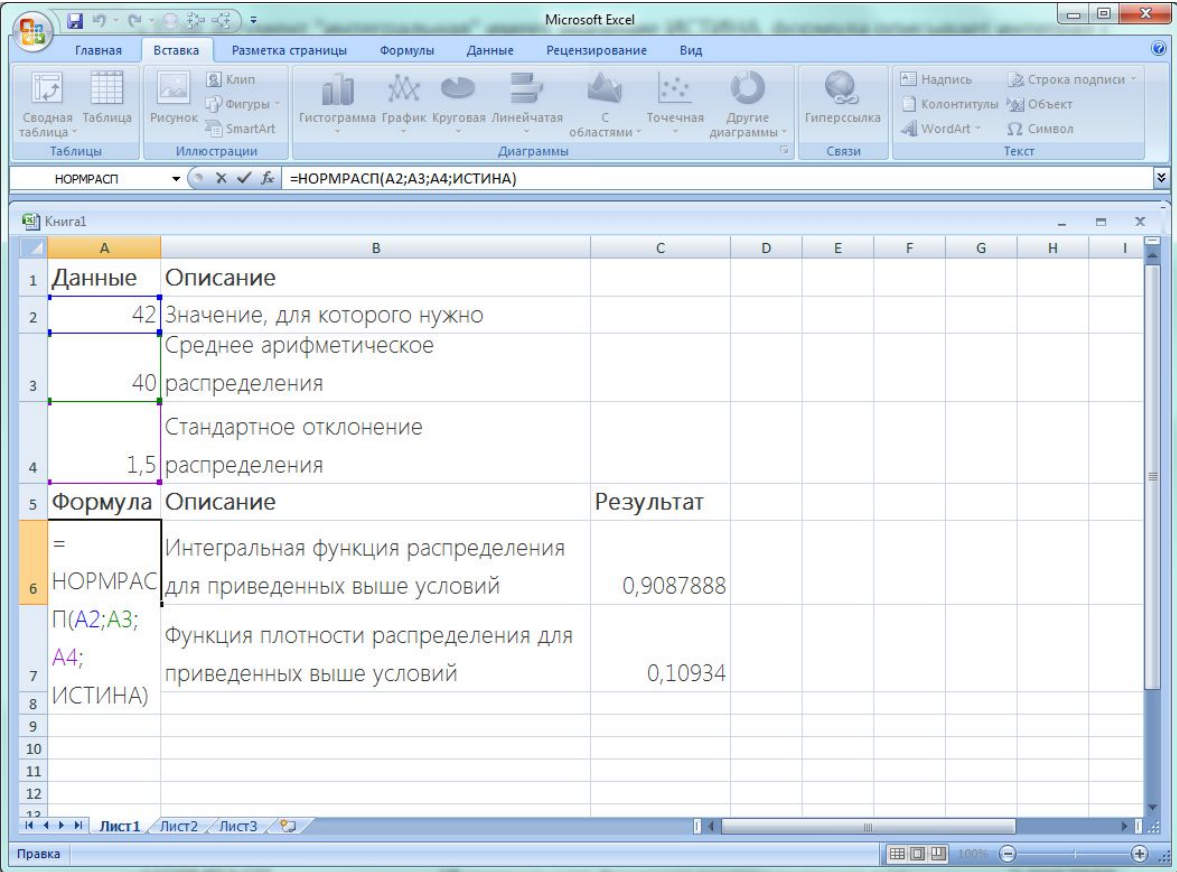 Microsoft Excel
Главная Вставка Разметка страницы Формулы Данные Рецензирование Вид
Сводная таблица
Таблица
Таблицы
Рисунок
Клип
Фигуры
SmartArt
Иллюстрации
Гистограмма График Круговая Линейчатая С областями Точечная Другие диаграммы
Диаграммы
Гиперссылка
Связи
Надпись
Колонтитулы
WordArt
Строка подписи
Объект
Символ
Текст
НОРМРАСП fx =НОРМРАСП(A2;A3;A4;ИСТИНА)
Книга1
A B C D E F G H I
1 Данные Описание
2 42 Значение, для которого нужно
Среднее арифметическое
3 40 распределения
Стандартное отклонение
4 1,5 распределения
5 Формула Описание Результат
=
НОРМРАС
П(A2;A3;
A4;
ИСТИНА)
Интегральная функция распределения
6 для приведенных выше условий 0,9087888
Функция плотности распределения для
7 приведенных выше условий 0,10934
8
9
10
11
12
13
Лист1 Лист2 Лист3
Правка 100%